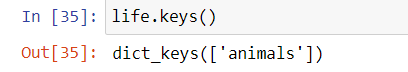 In [35]: life.keys()
Out[35]: dict_keys(['animals'])